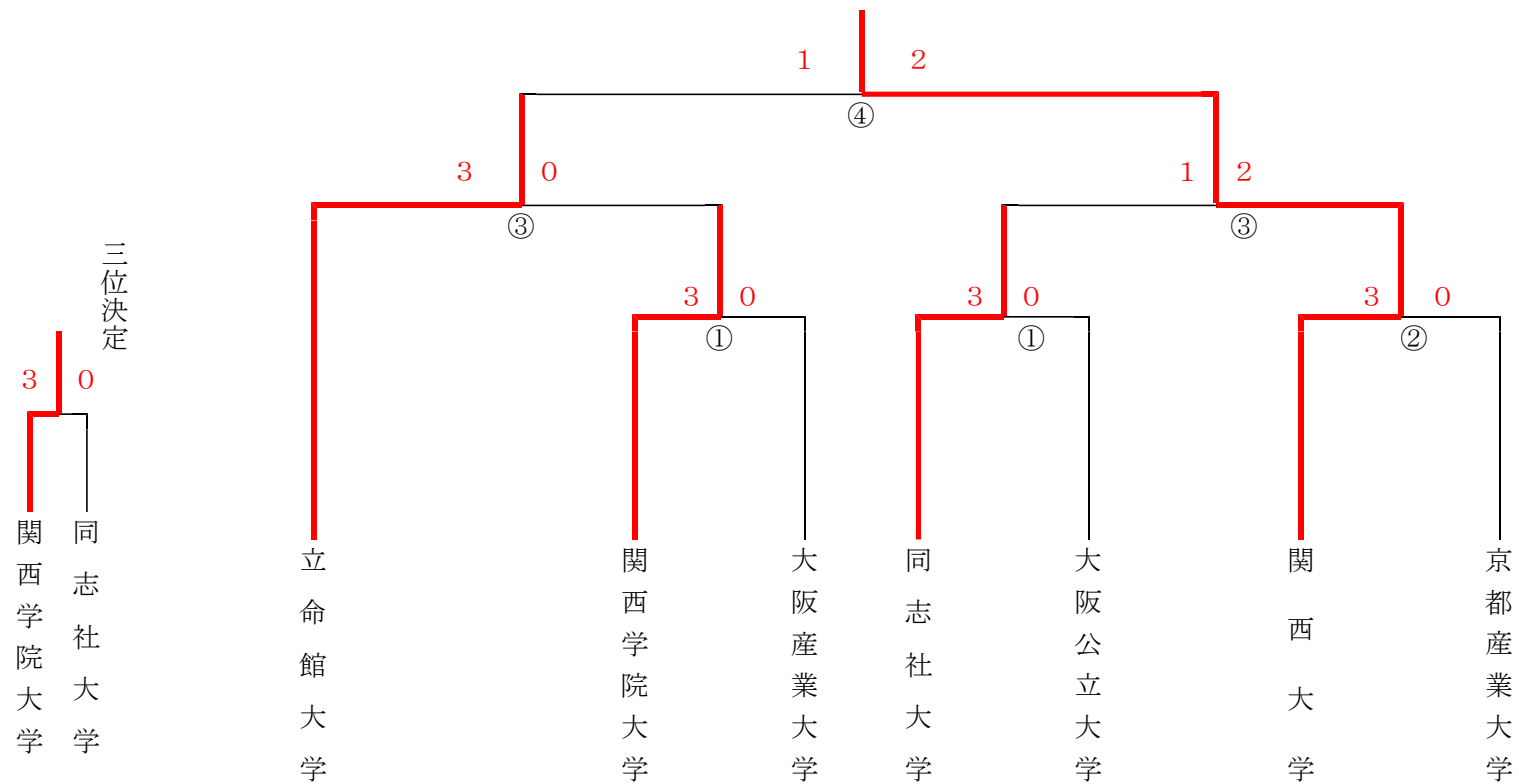 １ ２
④
３ ０
１ ２
③
③
三位決定
３ ０
①
３ ０
①
３ ０
②
３ ０
関西学院大学
同志社大学
立命館大学
関西学院大学
大阪産業大学
同志社大学
大阪公立大学
関西大学
京都産業大学